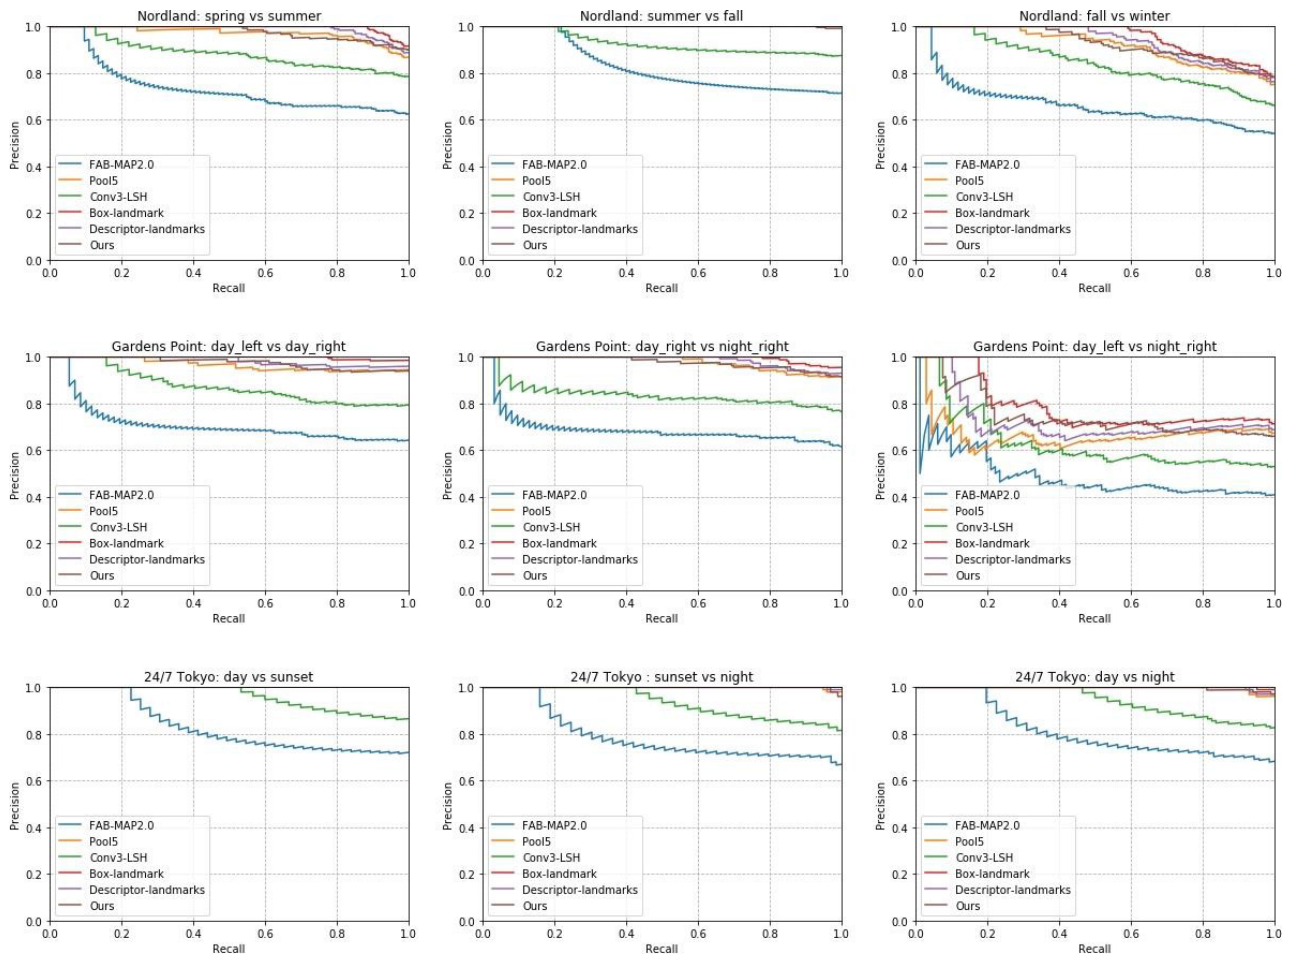 Nordland: spring vs summer
1.0
0.8
0.6
0.4
0.2
0.0
Precision
FAB-MAP2.0
Pool5
Conv3-LSH
Box-landmark
Descriptor-landmarks
Ours
0.0 0.2 0.4 0.6 0.8 1.0
Recall
Nordland: summer vs fall
1.0
0.8
0.6
0.4
0.2
0.0
Precision
FAB-MAP2.0
Pool5
Conv3-LSH
Box-landmark
Descriptor-landmarks
Ours
0.0 0.2 0.4 0.6 0.8 1.0
Recall
Nordland: fall vs winter
1.0
0.8
0.6
0.4
0.2
0.0
Precision
FAB-MAP2.0
Pool5
Conv3-LSH
Box-landmark
Descriptor-landmarks
Ours
0.0 0.2 0.4 0.6 0.8 1.0
Recall
Gardens Point: day_left vs day_right
1.0
0.8
0.6
0.4
0.2
0.0
Precision
FAB-MAP2.0
Pool5
Conv3-LSH
Box-landmark
Descriptor-landmarks
Ours
0.0 0.2 0.4 0.6 0.8 1.0
Recall
Gardens Point: day_right vs night_right
1.0
0.8
0.6
0.4
0.2
0.0
Precision
FAB-MAP2.0
Pool5
Conv3-LSH
Box-landmark
Descriptor-landmarks
Ours
0.0 0.2 0.4 0.6 0.8 1.0
Recall
Gardens Point: day_left vs night_right
1.0
0.8
0.6
0.4
0.2
0.0
Precision
FAB-MAP2.0
Pool5
Conv3-LSH
Box-landmark
Descriptor-landmarks
Ours
0.0 0.2 0.4 0.6 0.8 1.0
Recall
24/7 Tokyo: day vs sunset
1.0
0.8
0.6
0.4
0.2
0.0
Precision
FAB-MAP2.0
Pool5
Conv3-LSH
Box-landmark
Descriptor-landmarks
Ours
0.0 0.2 0.4 0.6 0.8 1.0
Recall
24/7 Tokyo : sunset vs night
1.0
0.8
0.6
0.4
0.2
0.0
Precision
FAB-MAP2.0
Pool5
Conv3-LSH
Box-landmark
Descriptor-landmarks
Ours
0.0 0.2 0.4 0.6 0.8 1.0
Recall
24/7 Tokyo: day vs night
1.0
0.8
0.6
0.4
0.2
0.0
Precision
FAB-MAP2.0
Pool5
Conv3-LSH
Box-landmark
Descriptor-landmarks
Ours
0.0 0.2 0.4 0.6 0.8 1.0
Recall